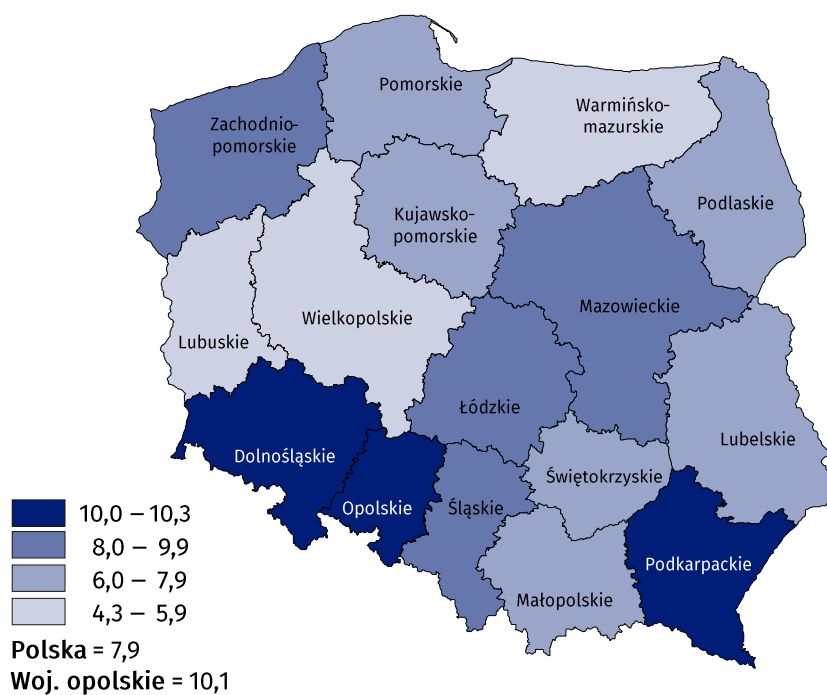 Pomorskie
Warmińsko-
mazurskie
Zachodnio-
pomorskie
Podlaskie
Kujawsko-
pomorskie
Mazowieckie
Wielkopolskie
Lubuskie
Łódzkie
Lubelskie
Dolnośląskie
Świętokrzyskie
Opolskie
Śląskie
Podkarpackie
Małopolskie
10,0 – 10,3
8,0 – 9,9
6,0 – 7,9
4,3 – 5,9
Polska = 7,9
Woj. opolskie = 10,1